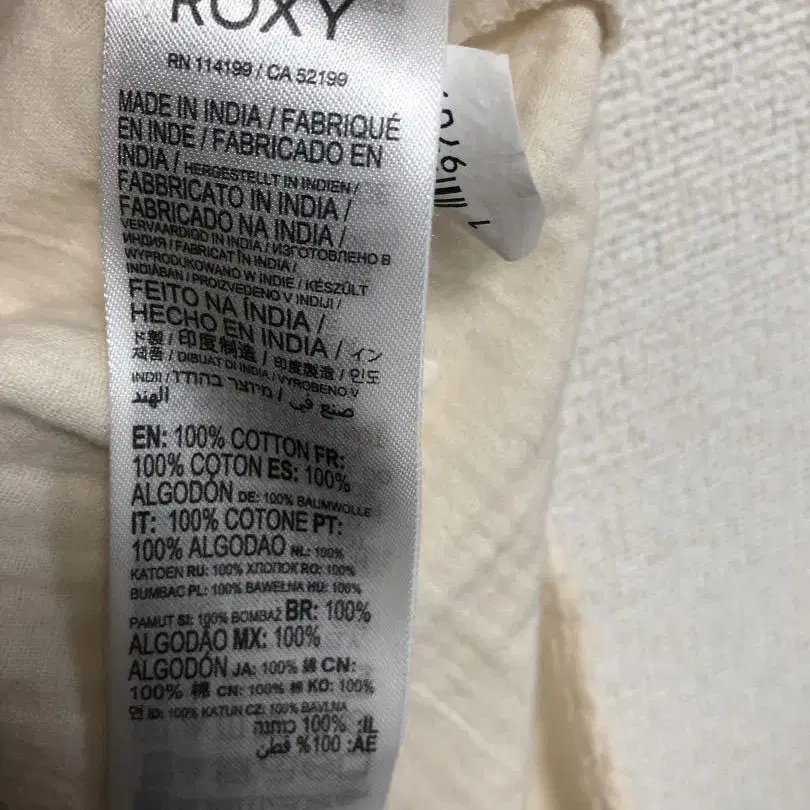 ROXY
RN 114199 / CA 52199
MADE IN INDIA / FABRIQUÉ
EN INDE / FABRICADO EN
INDIA / HERGESTELLT IN INDIEN /
FABBRICATO IN INDIA /
FABRICADO NA INDIA /
VERVAARDIGD IN INDIA / ИЗГОТОВЛЕНО В
ИНДИЯ / FABRICAT ÎN INDIA /
WYPRODUKOWANO W INDIE / KÉSZÜLT
INDIÁBAN / PROIZVEDENO V INDIJI /
FEITO NA ÍNDIA /
HECHO EN INDIA / イン
ド製 / 印度制造 / 印度製造 / 인도
제품 / DIBUAT DI INDIA / VYROBENO V
INDII / מיוצר בהודו /
صنع في الهند
EN: 100% COTTON FR:
100% COTON ES: 100%
ALGODÓN DE: 100% BAUMWOLLE
IT: 100% COTONE PT:
100% ALGODAO NL: 100%
KATOEN RU: 100% ХЛОПОК RO: 100%
BUMBAC PL: 100% BAWEŁNA HU: 100%
PAMUT SI: 100% BOMBAŽ BR: 100%
ALGODÃO MX: 100%
ALGODÓN JA: 100% 綿 CN:
100% 棉 CN: 100% 棉 KO: 100%
면 ID: 100% KATUN CZ: 100% BAVLNA
IL: 100% כותנה
AE: 100% قطن